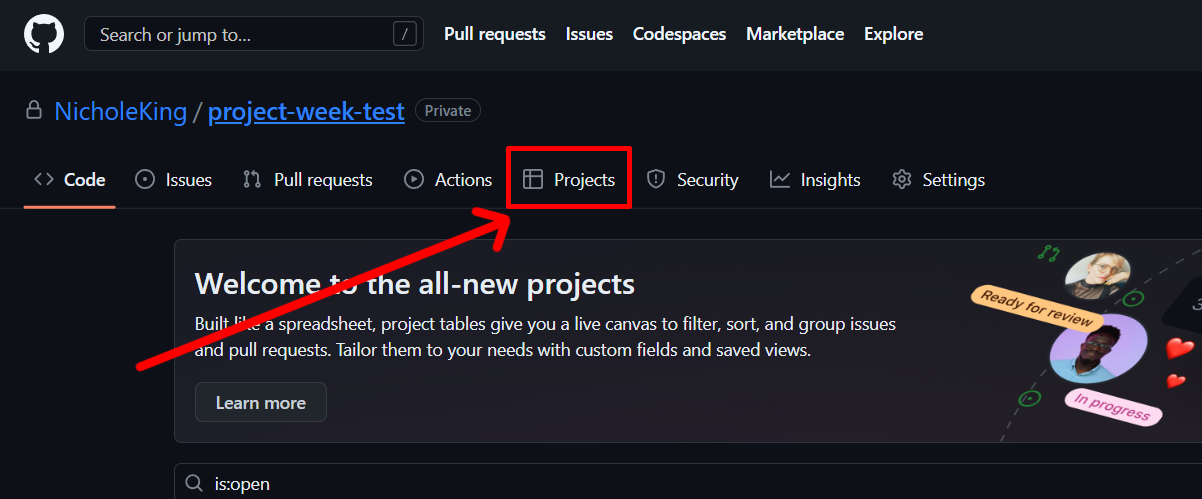 Search or jump to... /
Pull requests Issues Codespaces Marketplace Explore
NicholeKing / project-week-test Private
Code Issues Pull requests Actions Projects Security Insights Settings
Welcome to the all-new projects
Built like a spreadsheet, project tables give you a live canvas to filter, sort, and group issues
and pull requests. Tailor them to your needs with custom fields and saved views.
Learn more
Ready for review
3
In progress
is:open